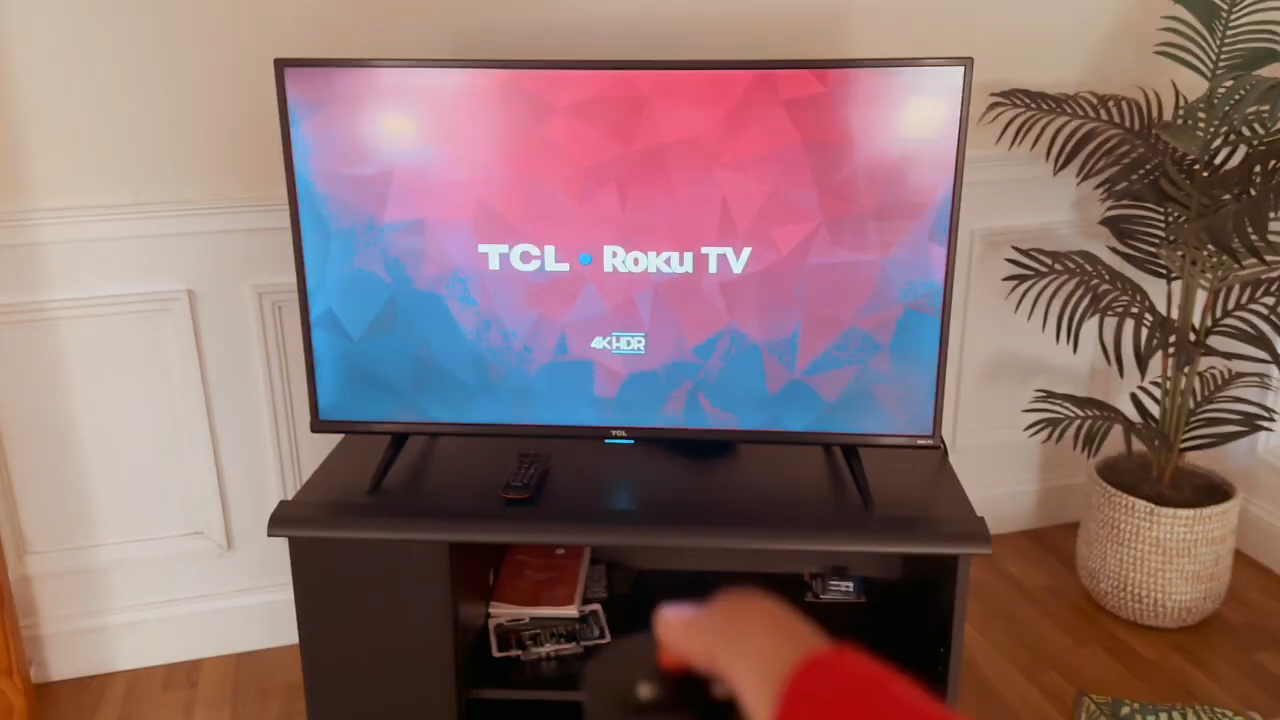 TCL • Roku TV
4K HDR
TCL